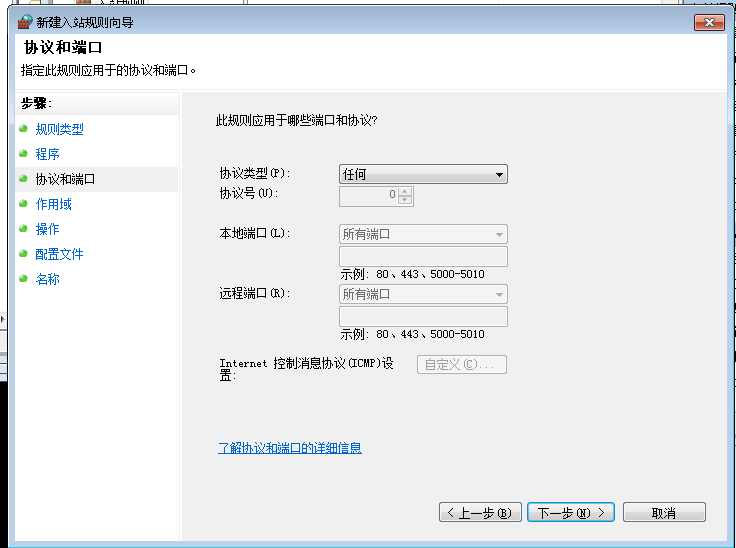 新建入站规则向导
协议和端口
指定此规则应用于的协议和端口。
步骤:
规则类型
程序
协议和端口
作用域
操作
配置文件
名称
此规则应用于哪些端口和协议?
协议类型(P): 任何
协议号(U): 0
本地端口(L): 所有端口
示例: 80、443、5000-5010
远程端口(R): 所有端口
示例: 80、443、5000-5010
Internet 控制消息协议(ICMP)设置: 自定义(C)...
了解协议和端口的详细信息
< 上一步(B) 下一步(N) > 取消